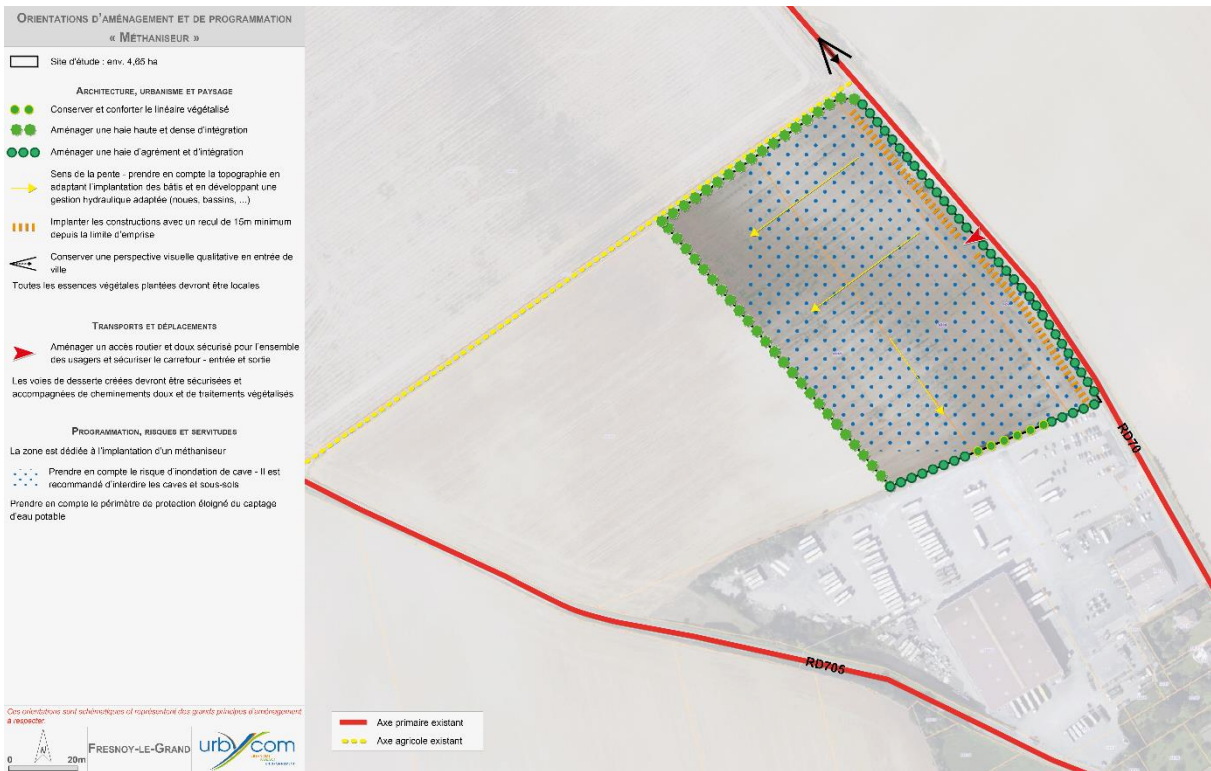 ORIENTATIONS D'AMÉNAGEMENT ET DE PROGRAMMATION
« MÉTHANISEUR »
Site d'étude : env. 4,65 ha
ARCHITECTURE, URBANISME ET PAYSAGE
Conserver et conforter le linéaire végétalisé
Aménager une haie haute et dense d'intégration
Aménager une haie d'agrément et d'intégration
Sens de la pente - prendre en compte la topographie en
adaptant l'implantation des bâtis et en développant une
gestion hydraulique adaptée (noues, bassins, ...)
Implanter les constructions avec un recul de 15m minimum
depuis la limite d'emprise
Conserver une perspective visuelle qualitative en entrée de
ville
Toutes les essences végétales plantées devront être locales
TRANSPORTS ET DÉPLACEMENTS
Aménager un accès routier et doux sécurisé pour l'ensemble
des usagers et sécuriser le carrefour - entrée et sortie
Les voies de desserte créées devront être sécurisées et
accompagnées de cheminements doux et de traitements végétalisés
PROGRAMMATION, RISQUES ET SERVITUDES
La zone est dédiée à l'implantation d'un méthaniseur
Prendre en compte le risque d'inondation de cave - Il est
recommandé d'interdire les caves et sous-sols
Prendre en compte le périmètre de protection éloigné du captage
d'eau potable
Ces orientations sont schématiques et représentent des grands principes d'aménagement
à respecter.
0 20m
FRESNOY-LE-GRAND
urbycom
Axe primaire existant
Axe agricole existant
RD70
RD705